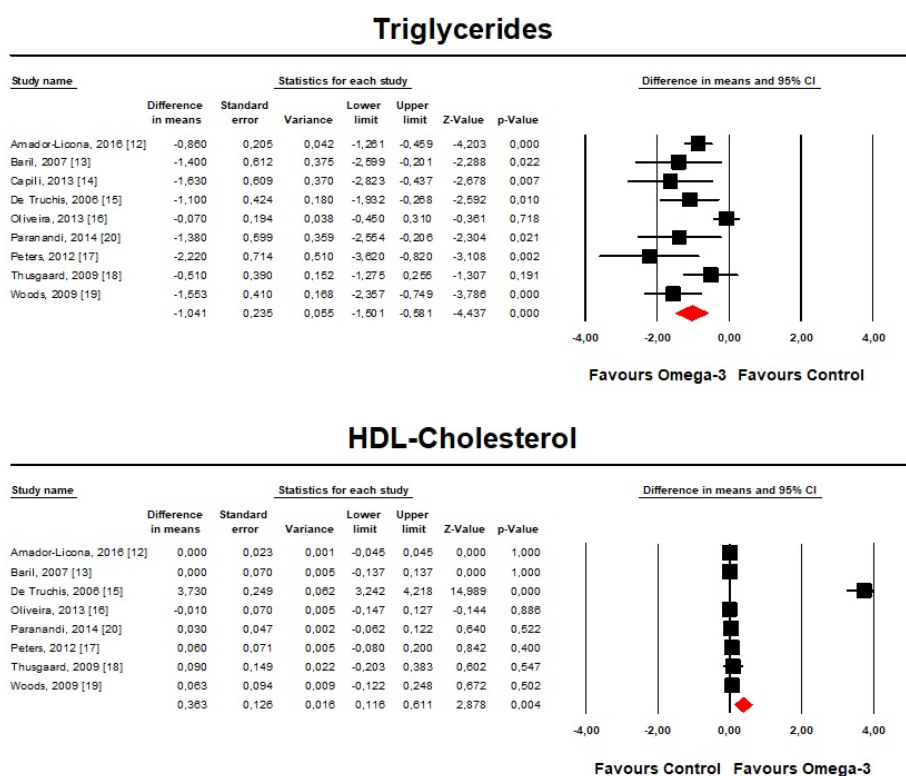 Triglycerides
Study name Statistics for each study Difference in means and 95% CI
Difference in means Standard error Variance Lower limit Upper limit Z-Value p-Value
Amador-Licona, 2016 [12] -0,860 0,205 0,042 -1,261 -0,459 -4,203 0,000
Baril, 2007 [13] -1,400 0,612 0,375 -2,599 -0,201 -2,288 0,022
Capili, 2013 [14] -1,630 0,609 0,370 -2,823 -0,437 -2,678 0,007
De Truchis, 2006 [15] -1,100 0,424 0,180 -1,932 -0,268 -2,592 0,010
Oliveira, 2013 [16] -0,070 0,194 0,038 -0,450 0,310 -0,361 0,718
Paranandi, 2014 [20] -1,380 0,599 0,359 -2,554 -0,206 -2,304 0,021
Peters, 2012 [17] -2,220 0,714 0,510 -3,620 -0,820 -3,108 0,002
Thusgaard, 2009 [18] -0,510 0,390 0,152 -1,275 0,255 -1,307 0,191
Woods, 2009 [19] -1,553 0,410 0,168 -2,357 -0,749 -3,786 0,000
-1,041 0,235 0,055 -1,501 -0,581 -4,437 0,000
-4,00 -2,00 0,00 2,00 4,00
Favours Omega-3 Favours Control
HDL-Cholesterol
Study name Statistics for each study Difference in means and 95% CI
Difference in means Standard error Variance Lower limit Upper limit Z-Value p-Value
Amador-Licona, 2016 [12] 0,000 0,023 0,001 -0,045 0,045 0,000 1,000
Baril, 2007 [13] 0,000 0,070 0,005 -0,137 0,137 0,000 1,000
De Truchis, 2006 [15] 3,730 0,249 0,062 3,242 4,218 14,989 0,000
Oliveira, 2013 [16] -0,010 0,070 0,005 -0,147 0,127 -0,144 0,886
Paranandi, 2014 [20] 0,030 0,047 0,002 -0,062 0,122 0,640 0,522
Peters, 2012 [17] 0,060 0,071 0,005 -0,080 0,200 0,842 0,400
Thusgaard, 2009 [18] 0,090 0,149 0,022 -0,203 0,383 0,602 0,547
Woods, 2009 [19] 0,063 0,094 0,009 -0,122 0,248 0,672 0,502
0,363 0,126 0,016 0,116 0,611 2,878 0,004
-4,00 -2,00 0,00 2,00 4,00
Favours Control Favours Omega-3